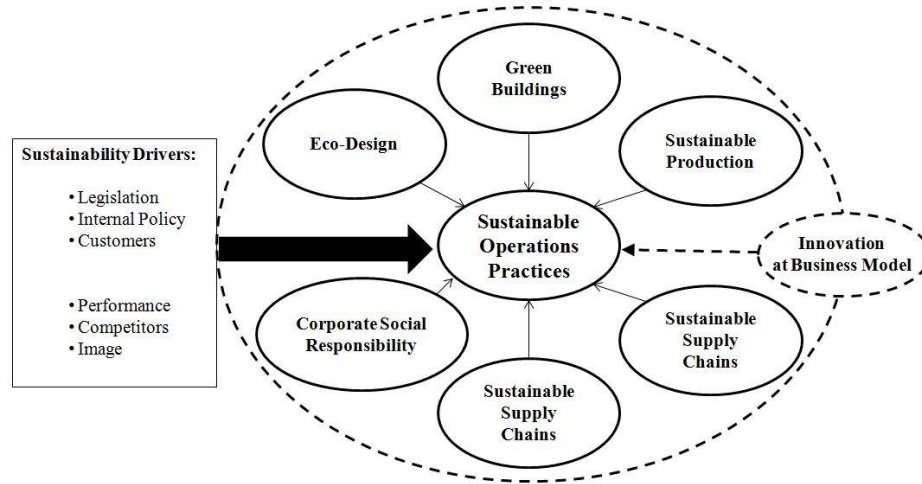 Sustainability Drivers:
• Legislation
• Internal Policy
• Customers
• Performance
• Competitors
• Image
Green
Buildings
Eco-Design
Sustainable
Production
Sustainable
Operations
Practices
Innovation
at Business Model
Corporate Social
Responsibility
Sustainable
Supply
Chains
Sustainable
Supply
Chains